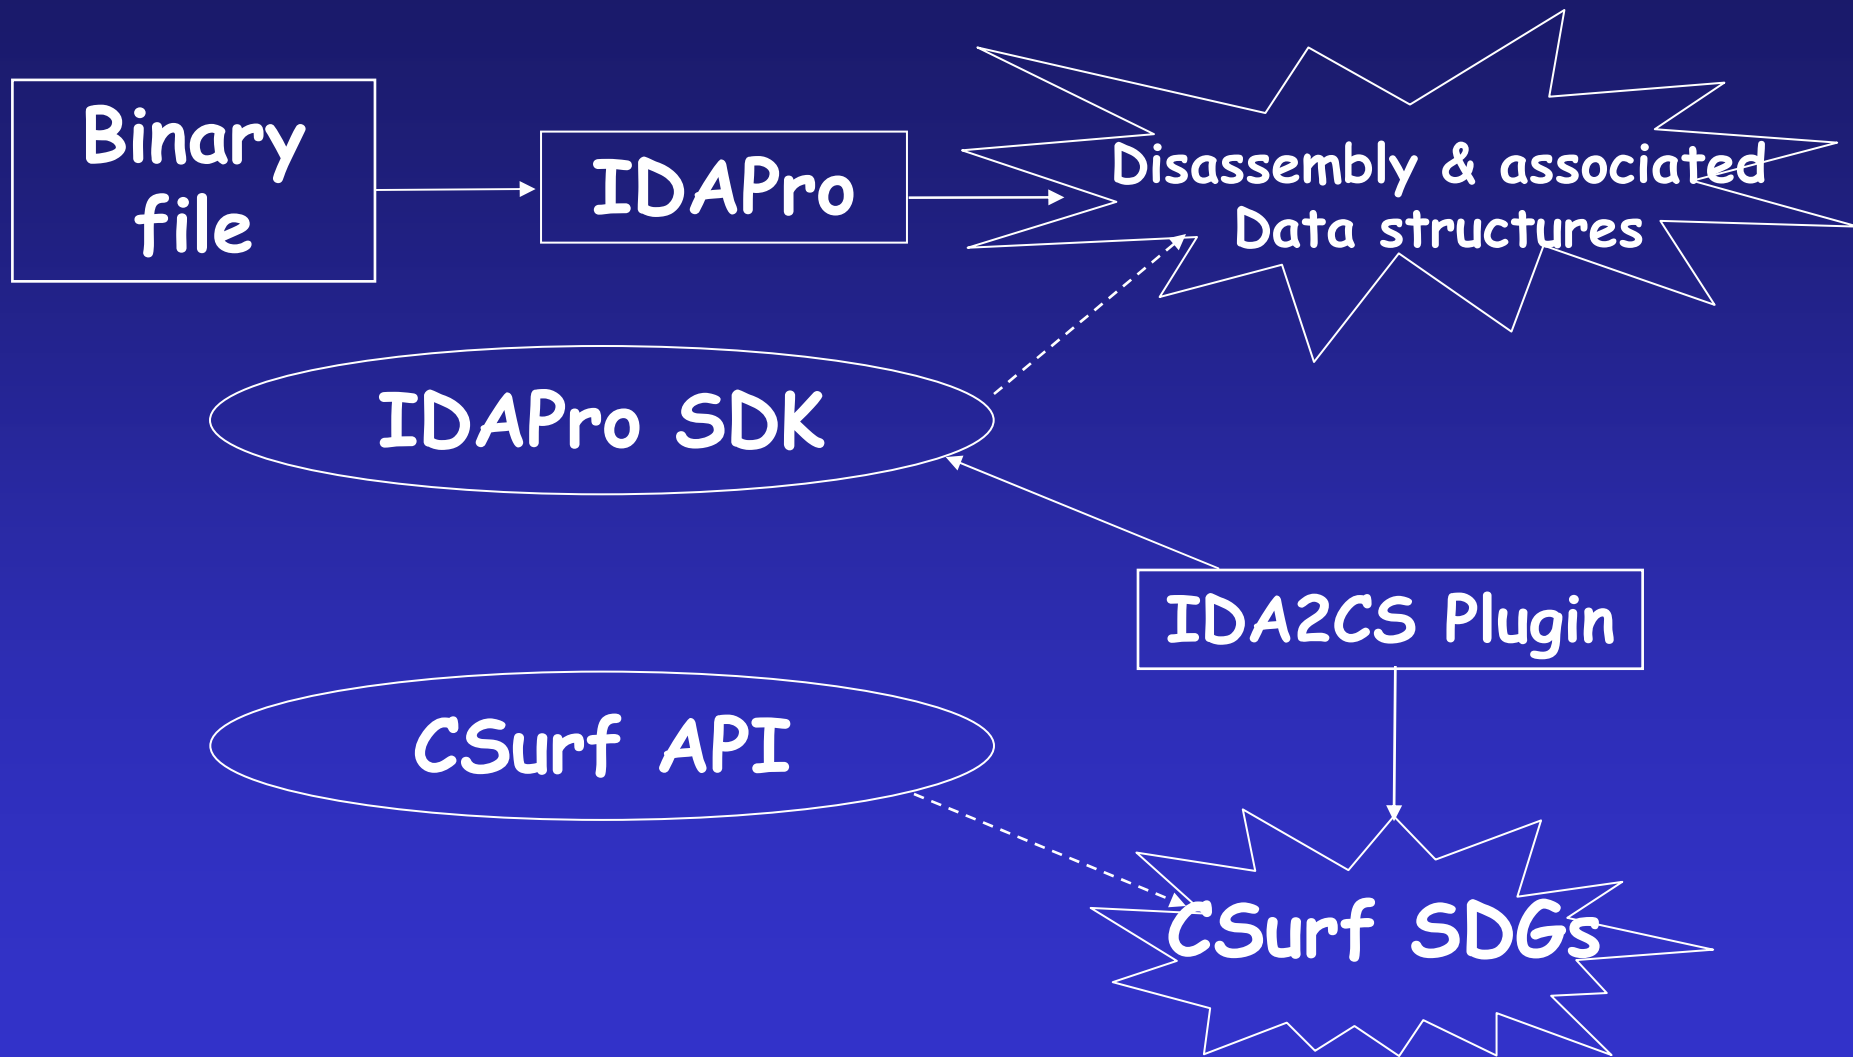 Binary
file
IDAPro
Disassembly & associated
Data structures
IDAPro SDK
IDA2CS Plugin
CSurf API
CSurf SDGs